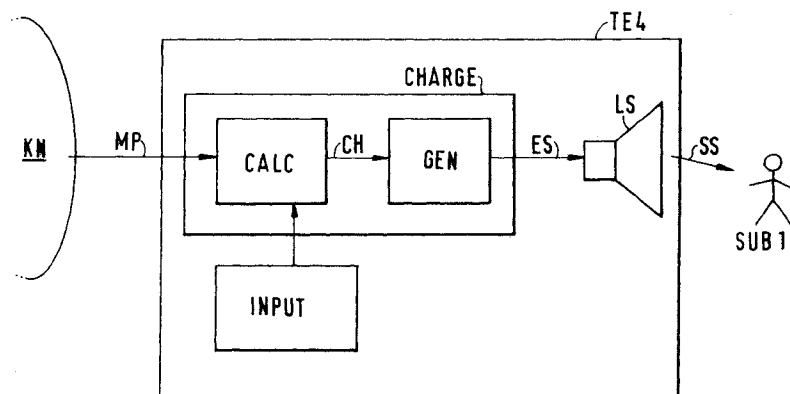 TE4
CHARGE
LS
KN
MP
CALC
CH
GEN
ES
SS
SUB1
INPUT